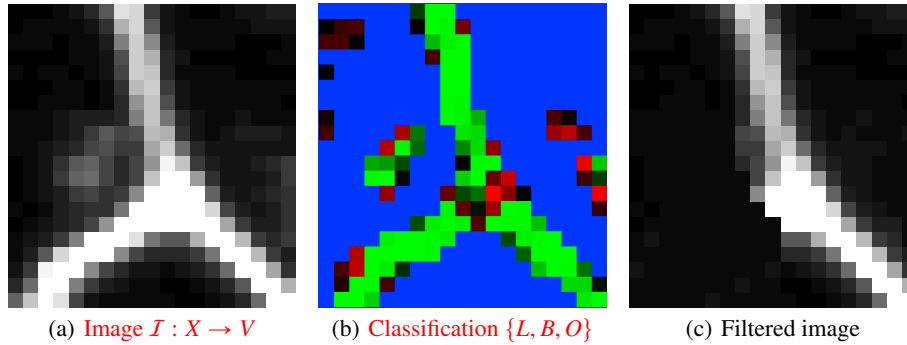 (a) Image I : X → V
(b) Classification {L, B, O}
(c) Filtered image